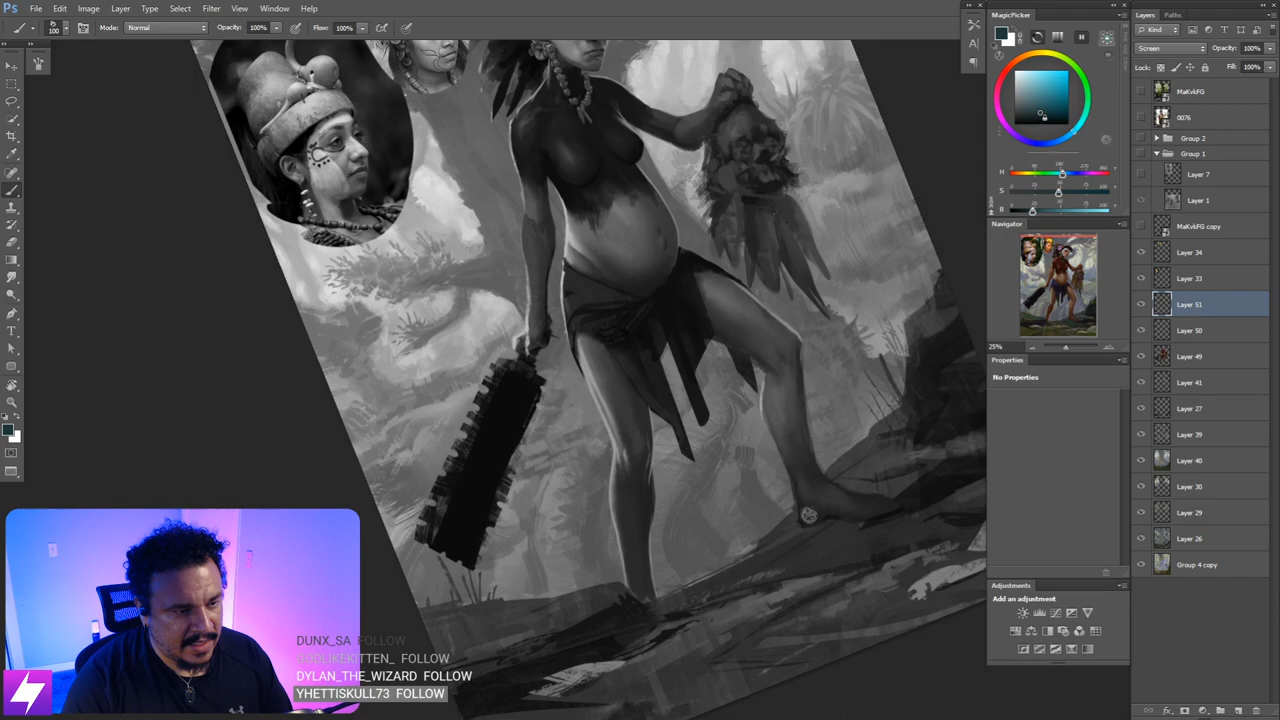 Ps File Edit Image Layer Type Select Filter View Window Help
100 Mode: Normal Opacity: 100% Flow: 100%
MagicPicker
H
A|
H
S
B
Navigator
25%
Properties
No Properties
Adjustments
Add an adjustment
Layers Paths
Kind
Screen Opacity: 100%
Lock: Fill: 100%
MaKvkFG
0076
Group 2
Group 1
Layer 7
Layer 1
MaKvkFG copy
Layer 34
Layer 33
Layer 51
Layer 50
Layer 49
Layer 41
Layer 27
Layer 39
Layer 40
Layer 30
Layer 29
Layer 26
Group 4 copy
fx
DUNX_SA FOLLOW
GODLIKEKITTEN_ FOLLOW
DYLAN_THE_WIZARD FOLLOW
YHETTISKULL73 FOLLOW